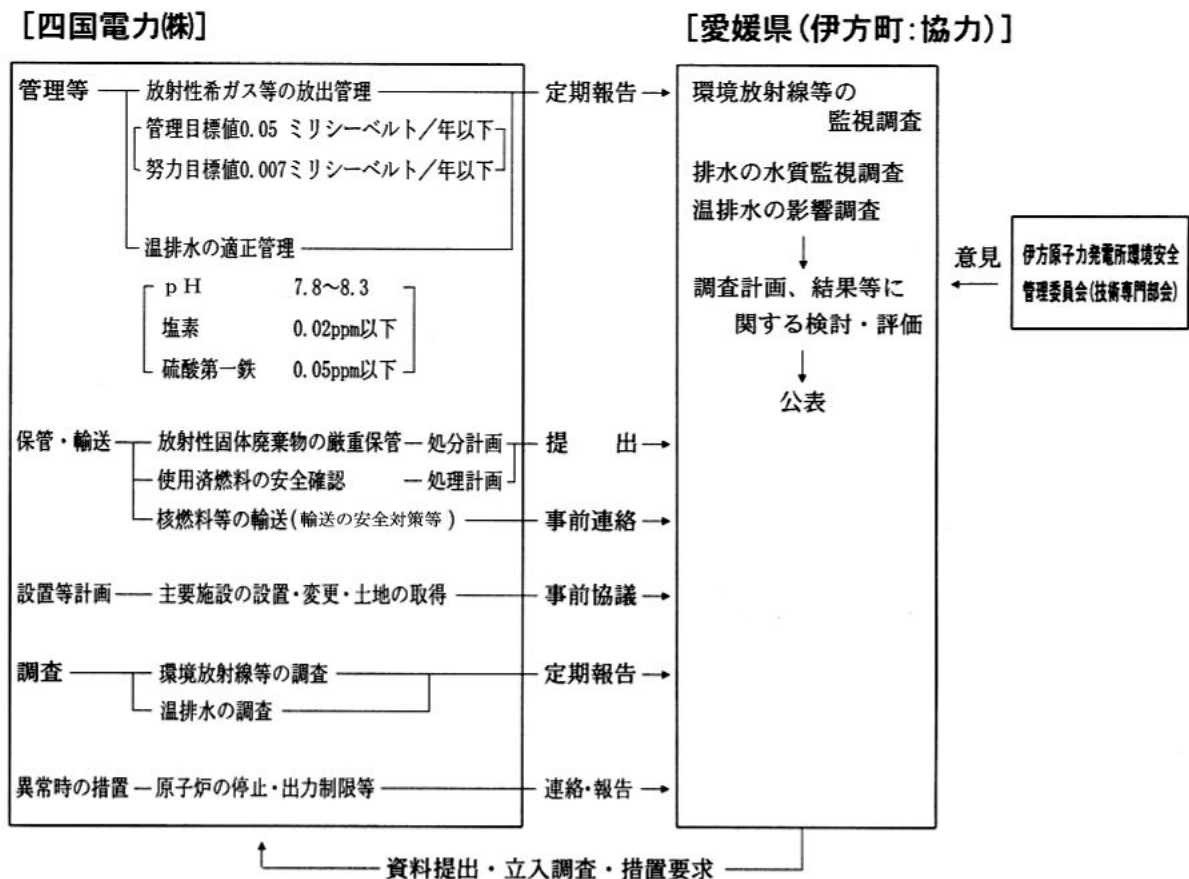 [四国電力㈱]
[愛媛県(伊方町:協力)]
管理等
放射性希ガス等の放出管理
管理目標値0.05 ミリシーベルト/年以下
努力目標値0.007ミリシーベルト/年以下
温排水の適正管理
pH 7.8~8.3
塩素 0.02ppm以下
硫酸第一鉄 0.05ppm以下
定期報告
保管・輸送
放射性固体廃棄物の厳重保管 処分計画
使用済燃料の安全確認 処理計画
提 出
核燃料等の輸送(輸送の安全対策等)
事前連絡
設置等計画
主要施設の設置・変更・土地の取得
事前協議
調査
環境放射線等の調査
温排水の調査
定期報告
異常時の措置
原子炉の停止・出力制限等
連絡・報告
環境放射線等の
監視調査
排水の水質監視調査
温排水の影響調査
調査計画、結果等に
関する検討・評価
公表
意見
伊方原子力発電所環境安全
管理委員会(技術専門部会)
資料提出・立入調査・措置要求